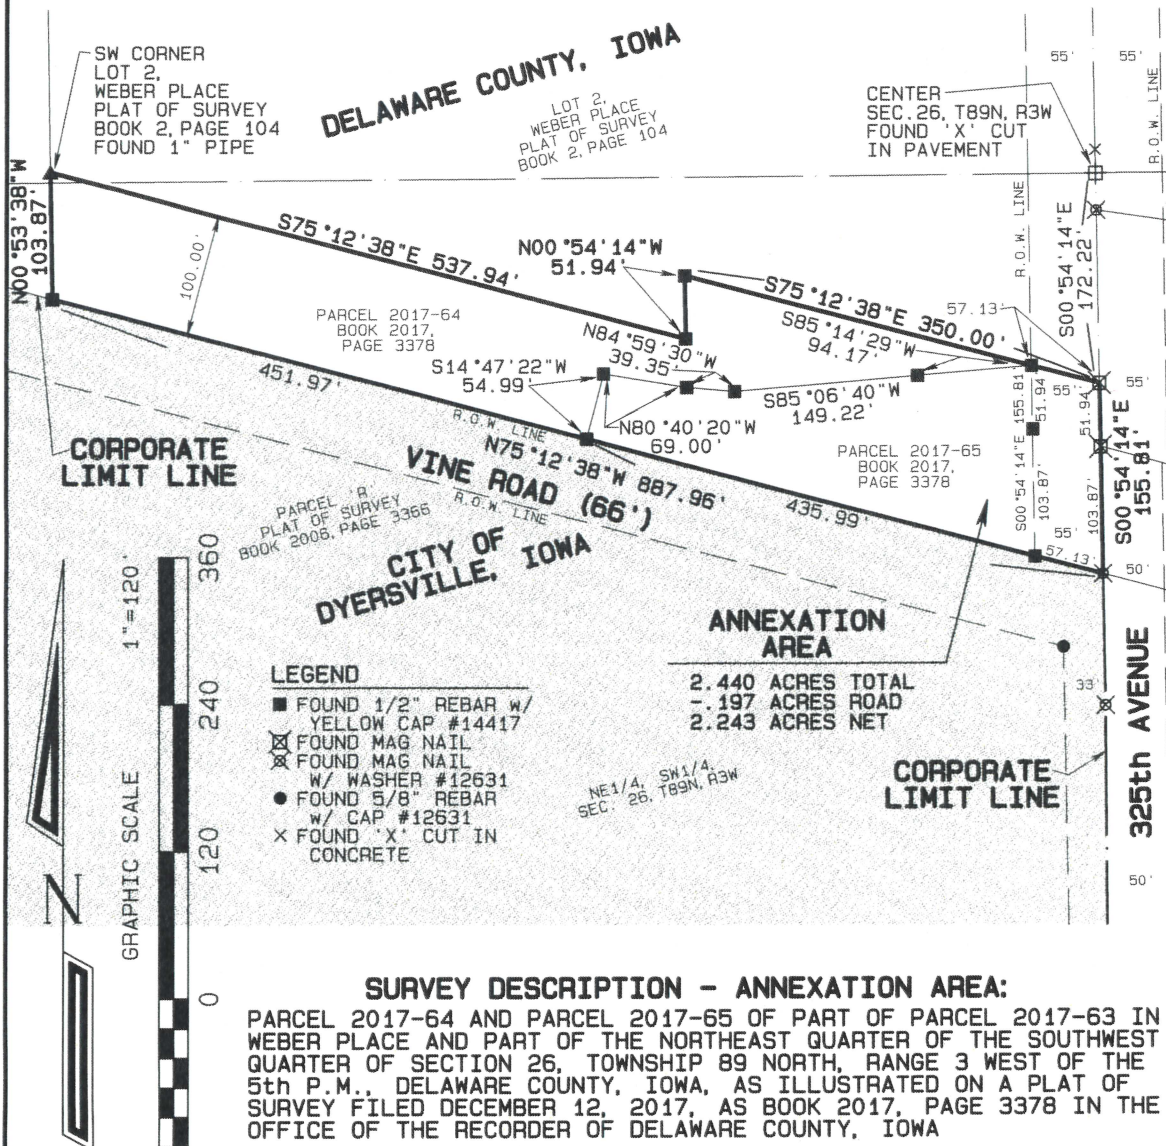 SW CORNER
LOT 2,
WEBER PLACE
PLAT OF SURVEY
BOOK 2, PAGE 104
FOUND 1" PIPE
DELAWARE COUNTY, IOWA
LOT 2,
WEBER PLACE
PLAT OF SURVEY
BOOK 2, PAGE 104
CENTER
SEC.26, T89N, R3W
FOUND 'X' CUT
IN PAVEMENT
55'
55'
R.O.W. LINE
R.O.W. LINE
N00°53'38"W
103.87'
S75°12'38"E 537.94'
100.00'
N00°54'14"W
51.94'
S75°12'38"E 350.00'
57.13'
S00°54'14"E
172.22'
PARCEL 2017-64
BOOK 2017,
PAGE 3378
N84°59'30"W
39.35'
S85°14'29"W
94.17'
S14°47'22"W
54.99'
451.97'
N80°40'20"W
69.00'
S85°06'40"W
149.22'
S00°54'14"E 155.81
51.94
103.87'
55'
55'
51.94
103.87'
S00°54'14"E
155.81'
CORPORATE
LIMIT LINE
R.O.W. LINE
N75°12'38"W 887.96'
VINE ROAD (66')
R.O.W. LINE
435.99'
PARCEL 2017-65
BOOK 2017,
PAGE 3378
55'
57.13'
50'
PARCEL 'A'
PLAT OF SURVEY
BOOK 2006, PAGE 3366
CITY OF
DYERSVILLE, IOWA
ANNEXATION
AREA
2.440 ACRES TOTAL
-.197 ACRES ROAD
2.243 ACRES NET
33'
CORPORATE
LIMIT LINE
325th AVENUE
50'
NE1/4, SW1/4,
SEC. 26, T89N, R3W
LEGEND
FOUND 1/2" REBAR w/
YELLOW CAP #14417
FOUND MAG NAIL
FOUND MAG NAIL
W/ WASHER #12631
FOUND 5/8" REBAR
w/ CAP #12631
FOUND 'X' CUT IN
CONCRETE
1"=120'
GRAPHIC SCALE
360
240
120
0
N
SURVEY DESCRIPTION - ANNEXATION AREA:
PARCEL 2017-64 AND PARCEL 2017-65 OF PART OF PARCEL 2017-63 IN
WEBER PLACE AND PART OF THE NORTHEAST QUARTER OF THE SOUTHWEST
QUARTER OF SECTION 26, TOWNSHIP 89 NORTH, RANGE 3 WEST OF THE
5th P.M., DELAWARE COUNTY, IOWA, AS ILLUSTRATED ON A PLAT OF
SURVEY FILED DECEMBER 12, 2017, AS BOOK 2017, PAGE 3378 IN THE
OFFICE OF THE RECORDER OF DELAWARE COUNTY, IOWA